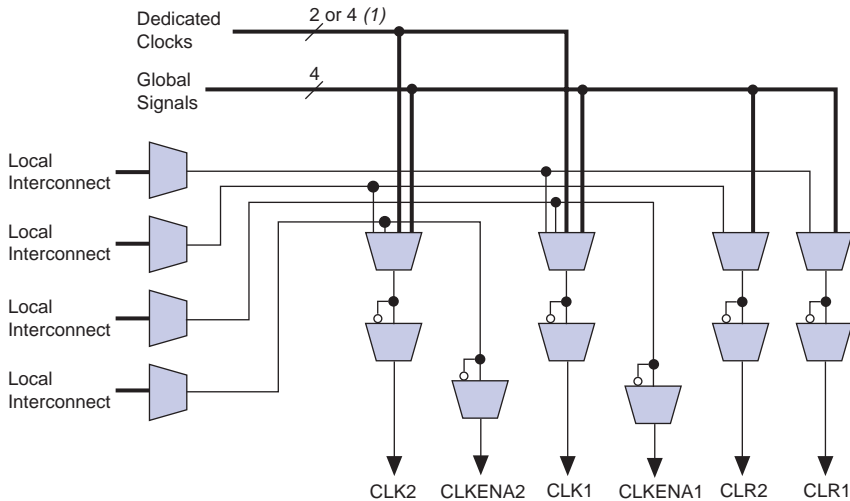 Dedicated
Clocks
2 or 4 (1)
Global
Signals
4
Local
Interconnect
Local
Interconnect
Local
Interconnect
Local
Interconnect
CLK2
CLKENA2
CLK1
CLKENA1
CLR2
CLR1